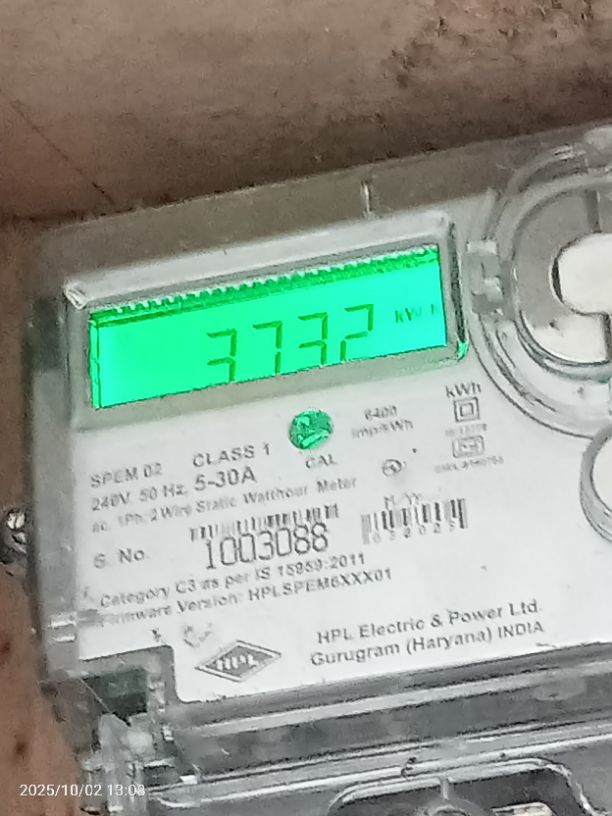 3732 kWh
6400
imp/kWh
kWh
SPEM 02
CLASS 1
CAL
240V. 50 Hz. 5-30A
ac. 1Ph. 2 Wire Static Watthour Meter
M/YY
S. No.
1003088
032025
Category C3 as per IS 15959:2011
Firmware Version: HPLSPEM6XXX01
HPL
HPL Electric & Power Ltd.
Gurugram (Haryana) INDIA
2025/10/02 13:08